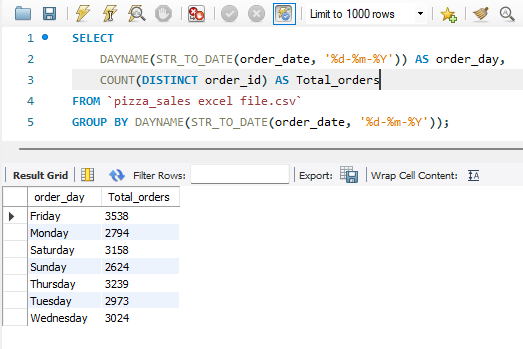 Limit to 1000 rows
1 SELECT
2 DAYNAME(STR_TO_DATE(order_date, '%d-%m-%Y')) AS order_day,
3 COUNT(DISTINCT order_id) AS Total_orders
4 FROM `pizza_sales excel file.csv`
5 GROUP BY DAYNAME(STR_TO_DATE(order_date, '%d-%m-%Y'));
Result Grid Filter Rows: Export: Wrap Cell Content:
order_day Total_orders
Friday 3538
Monday 2794
Saturday 3158
Sunday 2624
Thursday 3239
Tuesday 2973
Wednesday 3024